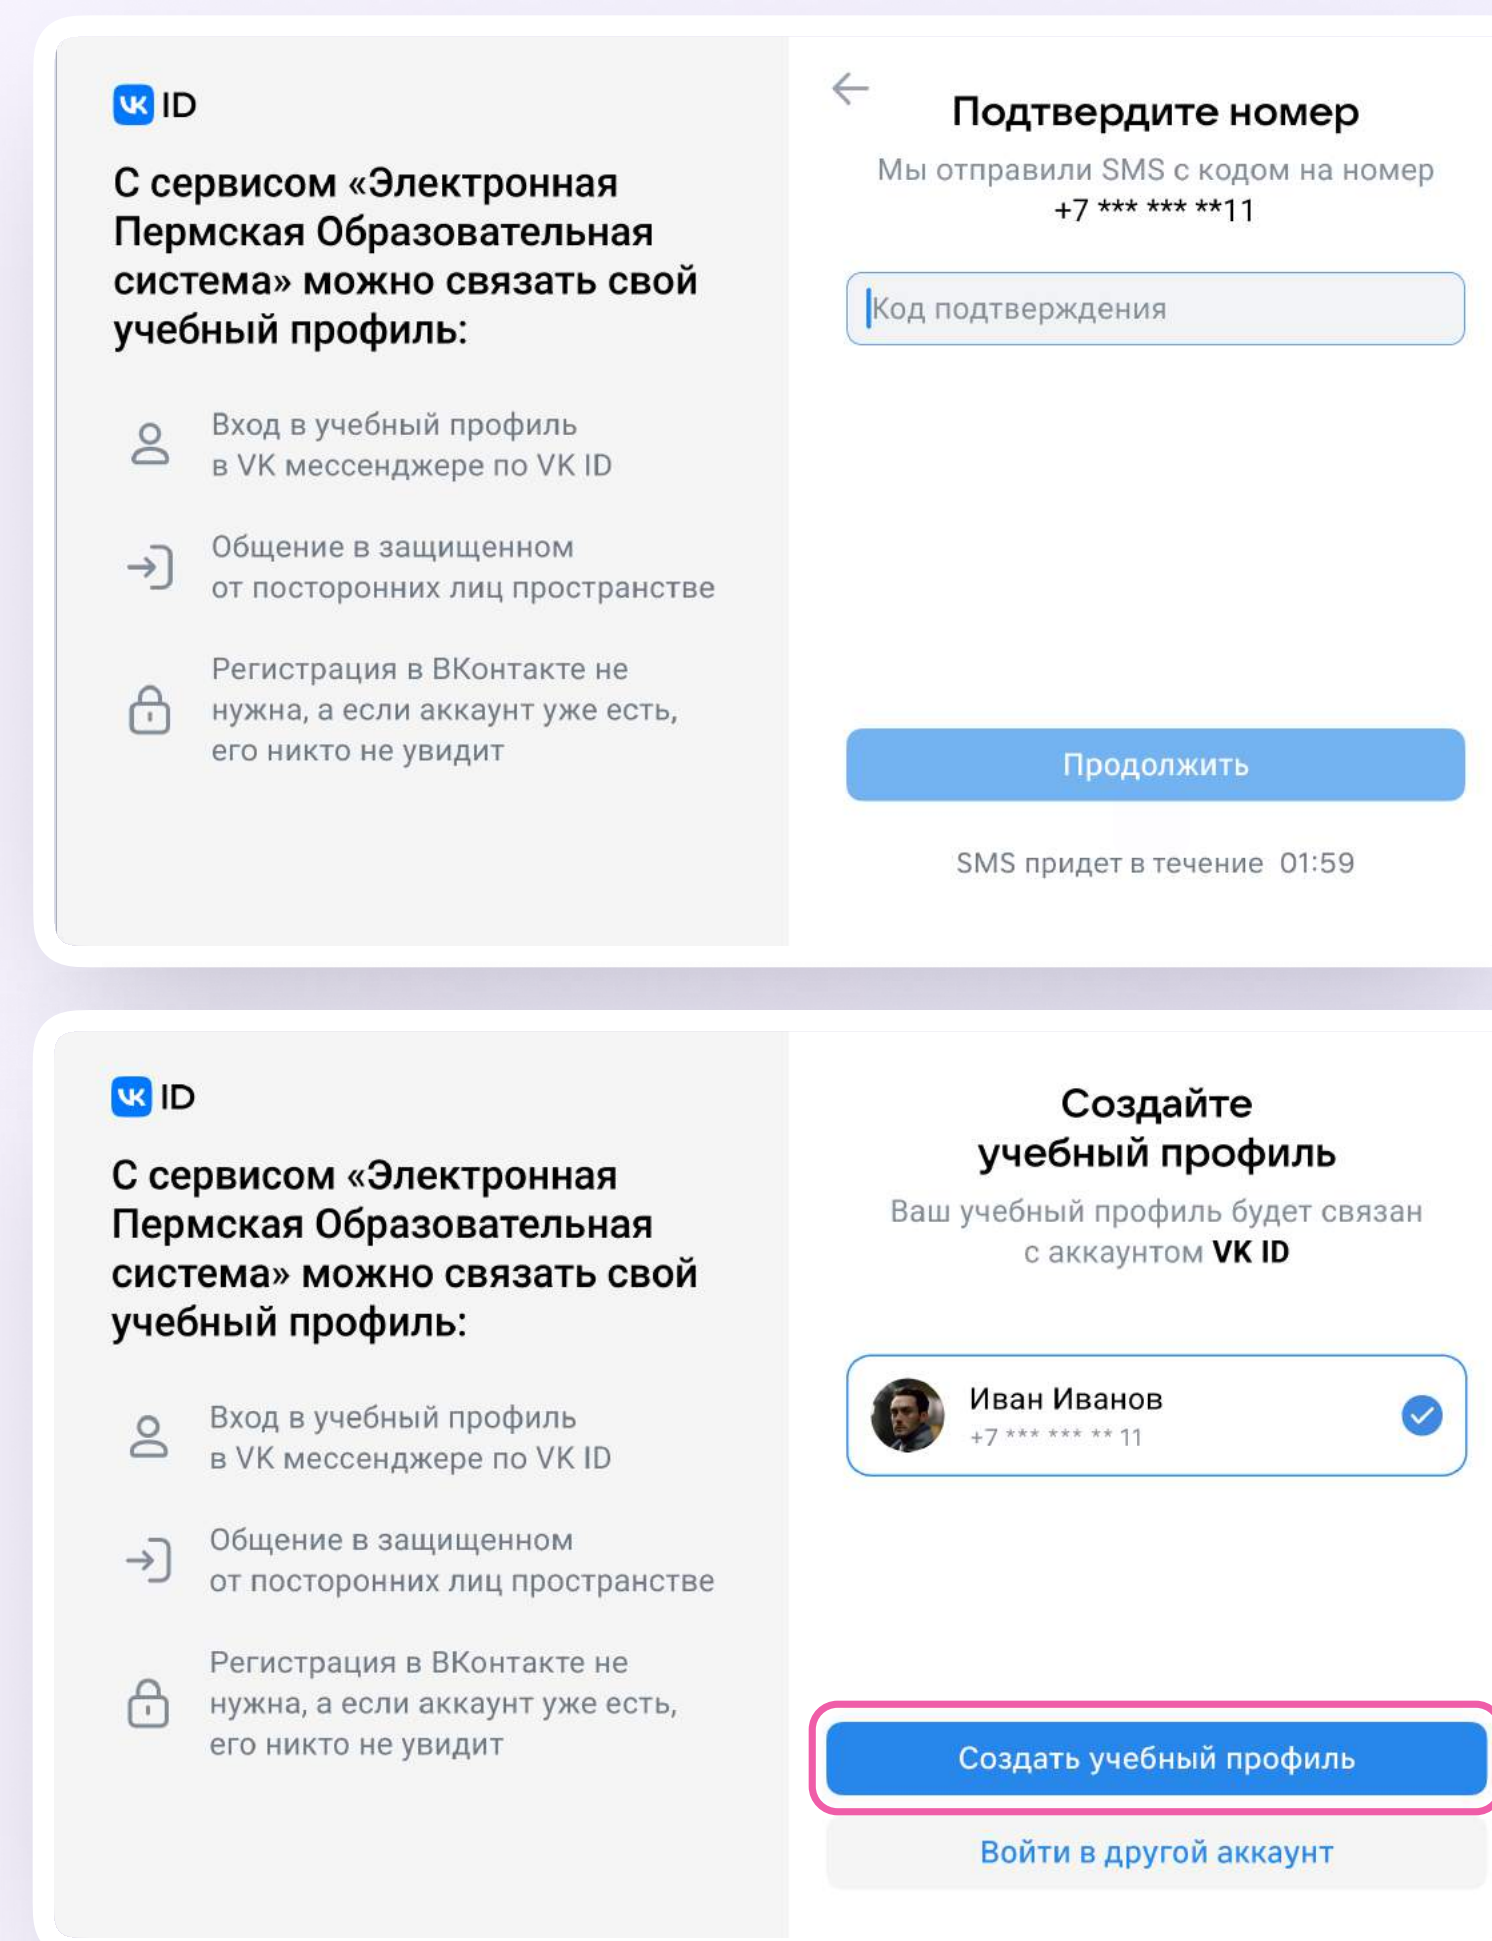 VK ID
С сервисом «Электронная
Пермская Образовательная
система» можно связать свой
учебный профиль:
Вход в учебный профиль
в VK мессенджере по VK ID
Общение в защищенном
от посторонних лиц пространстве
Регистрация в ВКонтакте не
нужна, а если аккаунт уже есть,
его никто не увидит
Подтвердите номер
Мы отправили SMS с кодом на номер
+7 *** *** **11
Код подтверждения
Продолжить
SMS придет в течение 01:59
VK ID
С сервисом «Электронная
Пермская Образовательная
система» можно связать свой
учебный профиль:
Вход в учебный профиль
в VK мессенджере по VK ID
Общение в защищенном
от посторонних лиц пространстве
Регистрация в ВКонтакте не
нужна, а если аккаунт уже есть,
его никто не увидит
Создайте
учебный профиль
Ваш учебный профиль будет связан
с аккаунтом VK ID
Иван Иванов
+7 *** *** ** 11
Создать учебный профиль
Войти в другой аккаунт